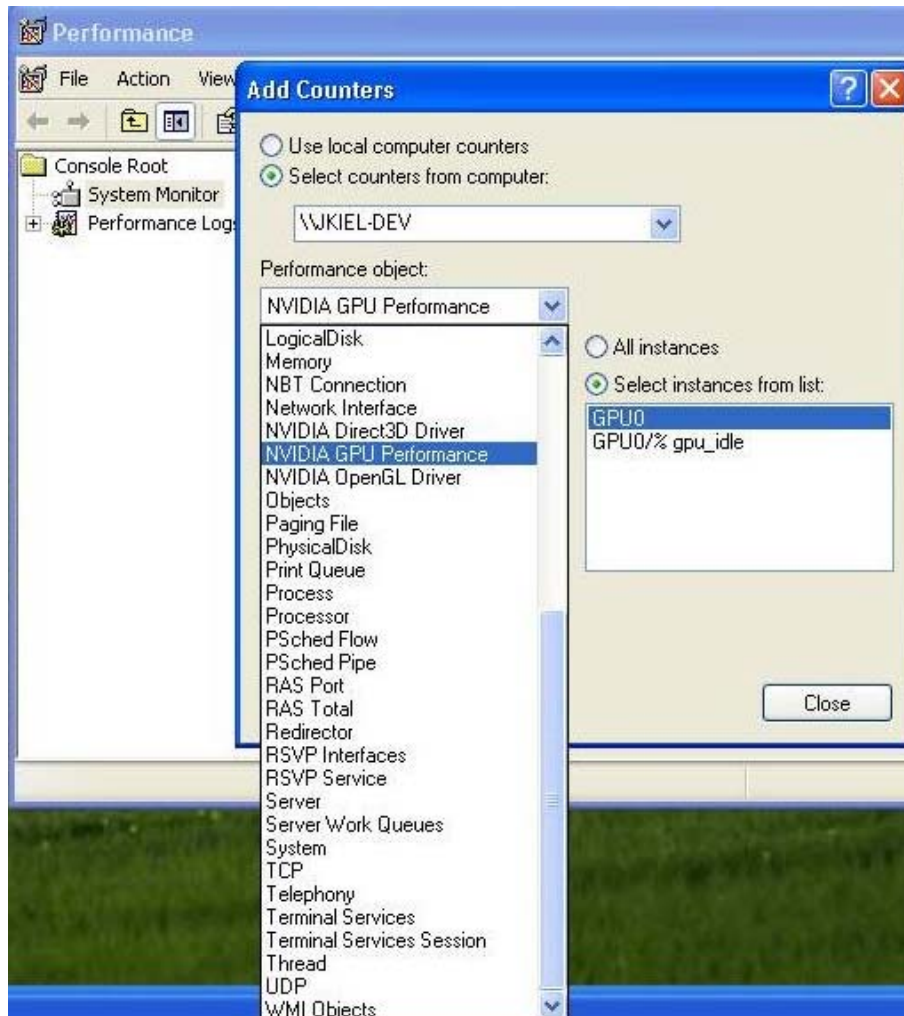 Performance
File Action View
Add Counters
Use local computer counters
Select counters from computer:
\\JKIEL-DEV
Console Root
System Monitor
Performance Logs
Performance object:
NVIDIA GPU Performance
LogicalDisk
Memory
NBT Connection
Network Interface
NVIDIA Direct3D Driver
NVIDIA GPU Performance
NVIDIA OpenGL Driver
Objects
Paging File
PhysicalDisk
Print Queue
Process
Processor
PSched Flow
PSched Pipe
RAS Port
RAS Total
Redirector
RSVP Interfaces
RSVP Service
Server
Server Work Queues
System
TCP
Telephony
Terminal Services
Terminal Services Session
Thread
UDP
WMI Objects
All instances
Select instances from list:
GPU0
GPU0/% gpu_idle
Close